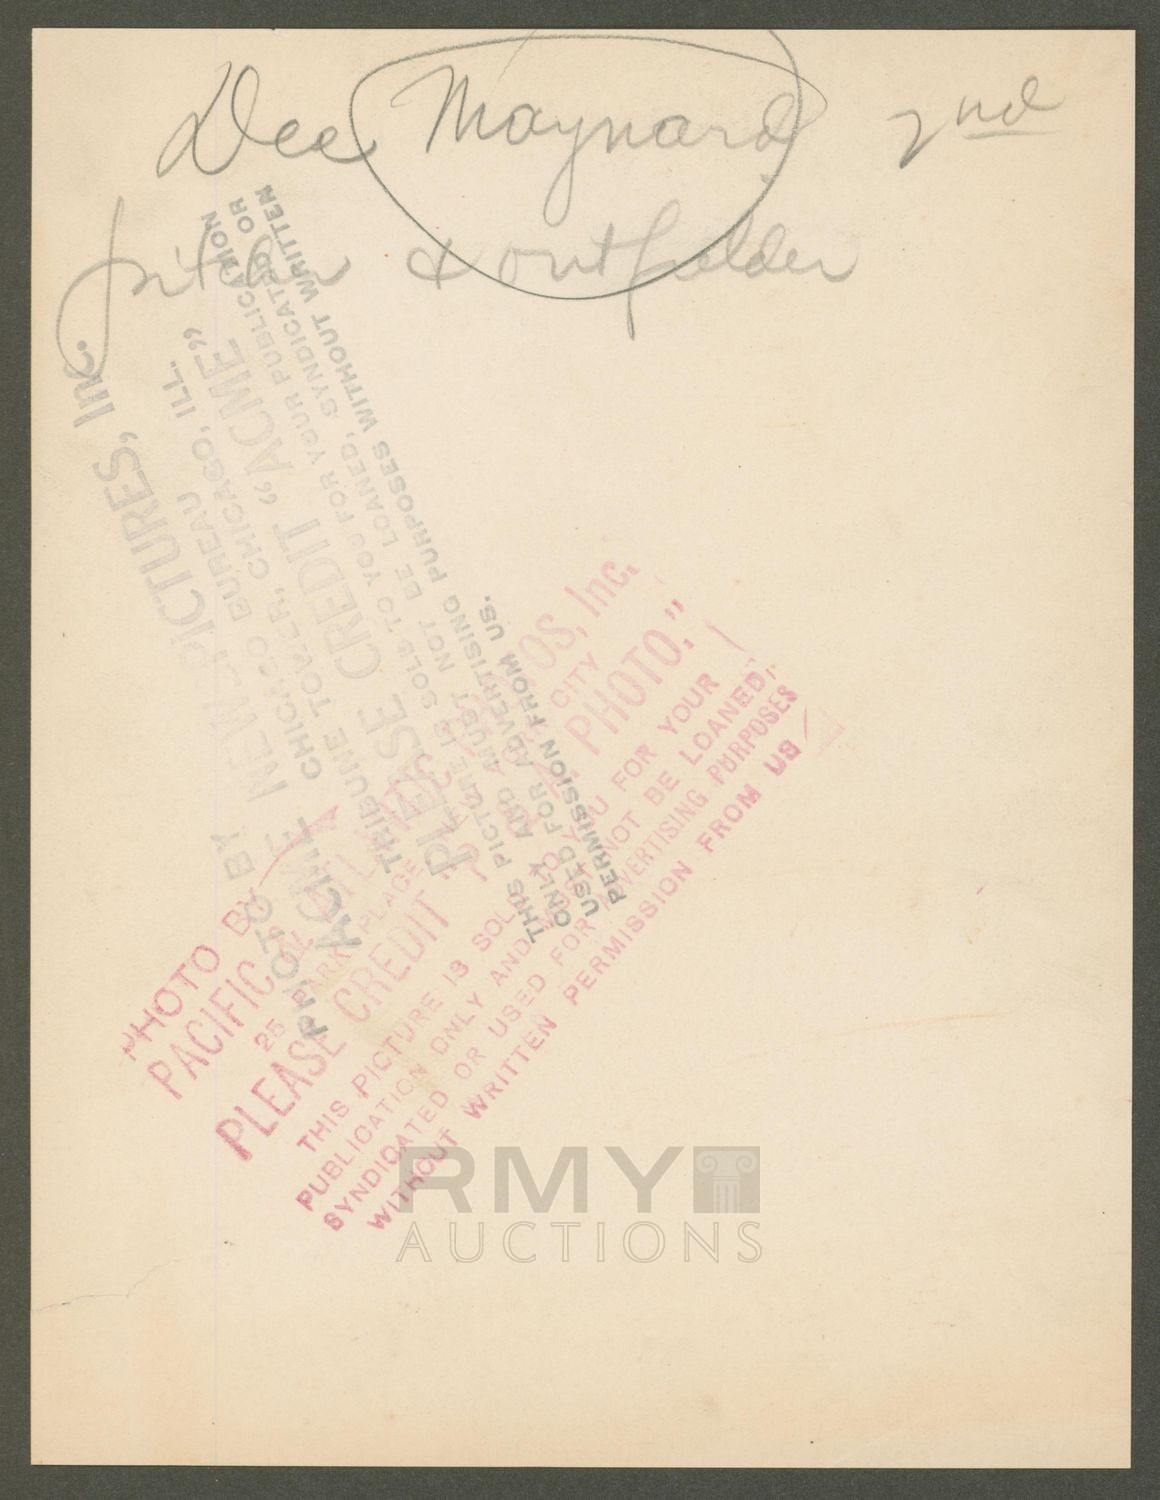 Dee Maynard 2nd
& outfielder
PHOTO BY
ACME NEWSPICTURES, Inc.
CHICAGO BUREAU
TRIBUNE TOWER, CHICAGO, ILL.
PLEASE CREDIT “ACME”
THIS PICTURE IS SOLD TO YOU FOR YOUR PUBLICATION
ONLY AND MUST NOT BE LOANED, SYNDICATED OR
USED FOR ADVERTISING PURPOSES WITHOUT WRITTEN
PERMISSION FROM US.
PHOTO BY
PACIFIC & ATLANTIC PHOTOS, Inc.
25 PARK PLACE CITY
PLEASE CREDIT PHOTO."
THIS PICTURE IS SOLD TO YOU FOR YOUR
PUBLICATION ONLY AND MUST NOT BE LOANED,
SYNDICATED OR USED FOR ADVERTISING PURPOSES
WITHOUT WRITTEN PERMISSION FROM US
RMY
AUCTIONS